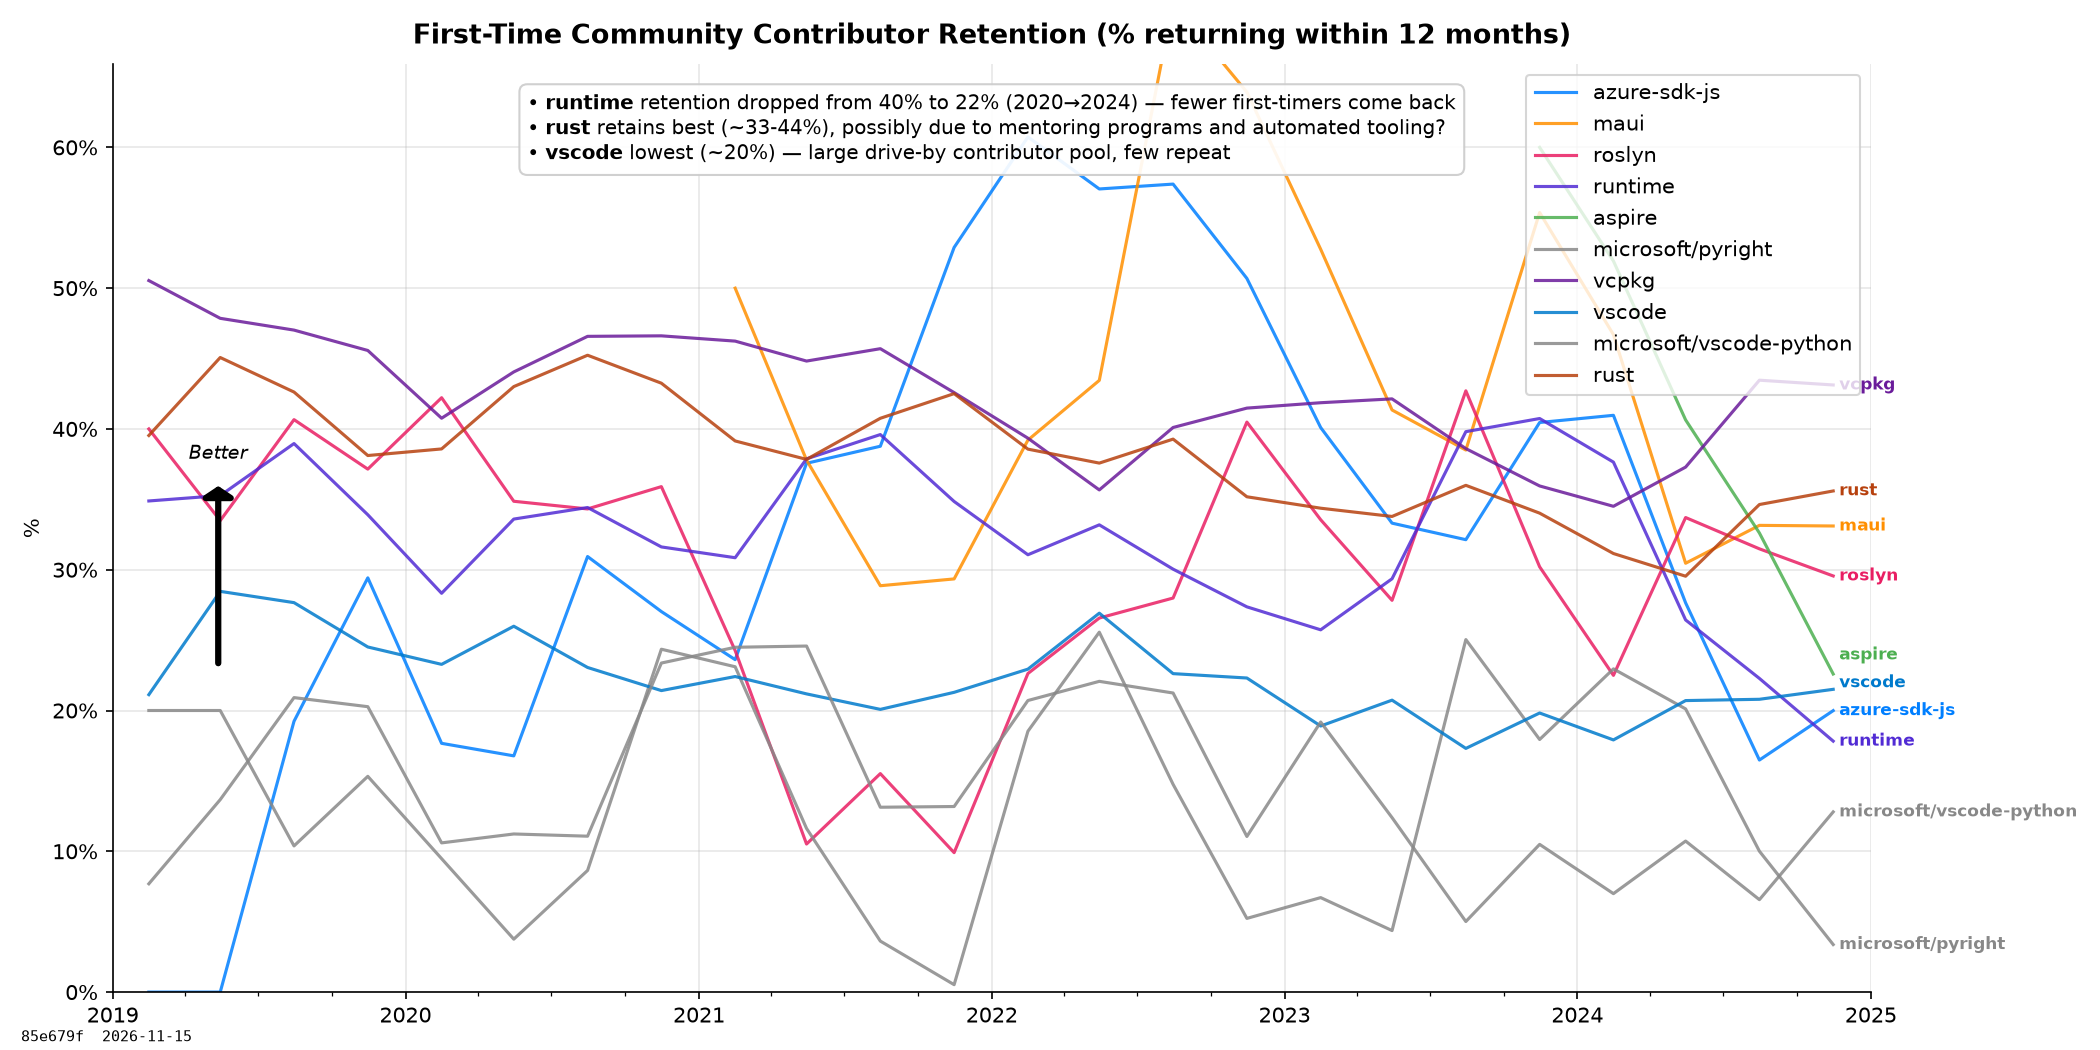 First-Time Community Contributor Retention (% returning within 12 months)
• runtime retention dropped from 40% to 22% (2020→2024) — fewer first-timers come back
• rust retains best (~33-44%), possibly due to mentoring programs and automated tooling?
• vscode lowest (~20%) — large drive-by contributor pool, few repeat
azure-sdk-js
maui
roslyn
runtime
aspire
microsoft/pyright
vcpkg
vscode
microsoft/vscode-python
rust
60%
50%
40%
30%
20%
10%
0%
%
Better
vcpkg
rust
maui
roslyn
aspire
vscode
azure-sdk-js
runtime
microsoft/vscode-python
microsoft/pyright
2019
2020
2021
2022
2023
2024
2025
85e679f 2026-11-15